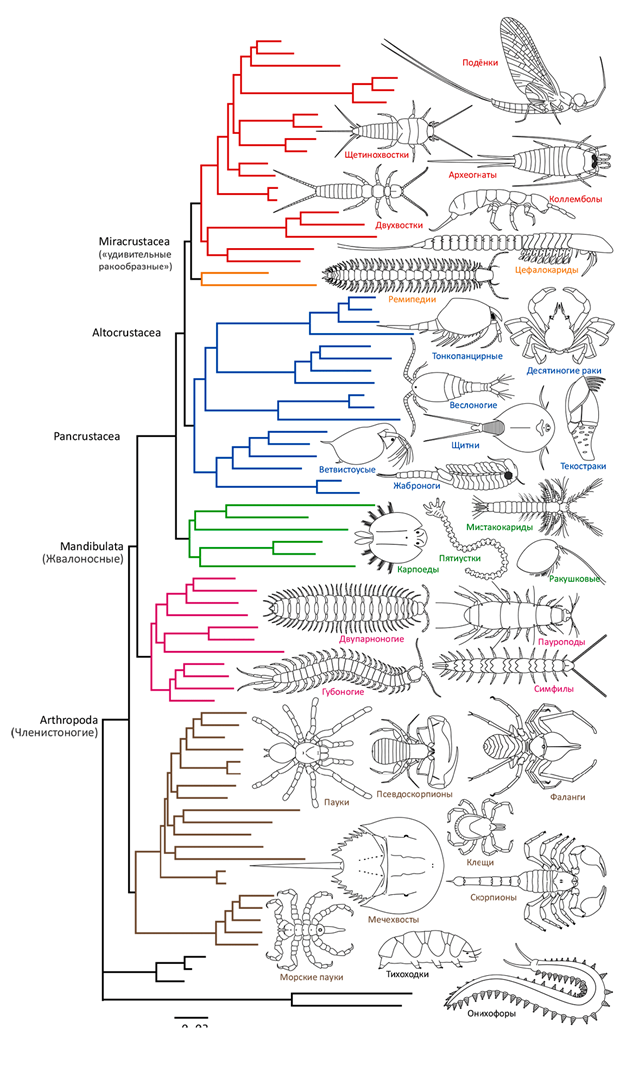 Подёнки
Щетинохвостки
Археогнаты
Коллемболы
Двухвостки
Miracrustacea
(«удивительные
ракообразные»)
Цефалокариды
Ремипедии
Altocrustacea
Тонкопанцирные
Десятиногие раки
Веслоногие
Pancrustacea
Щитни
Ветвистоусые
Текостраки
Жаброноги
Мистакокариды
Mandibulata
(Жвалоносные)
Пятиустки
Карпоеды
Ракушковые
Двупарноногие
Пауроподы
Губоногие
Симфилы
Arthropoda
(Членистоногие)
Пауки
Псевдоскорпионы
Фаланги
Клещи
Скорпионы
Мечехвосты
Морские пауки
Тихоходки
Онихофоры